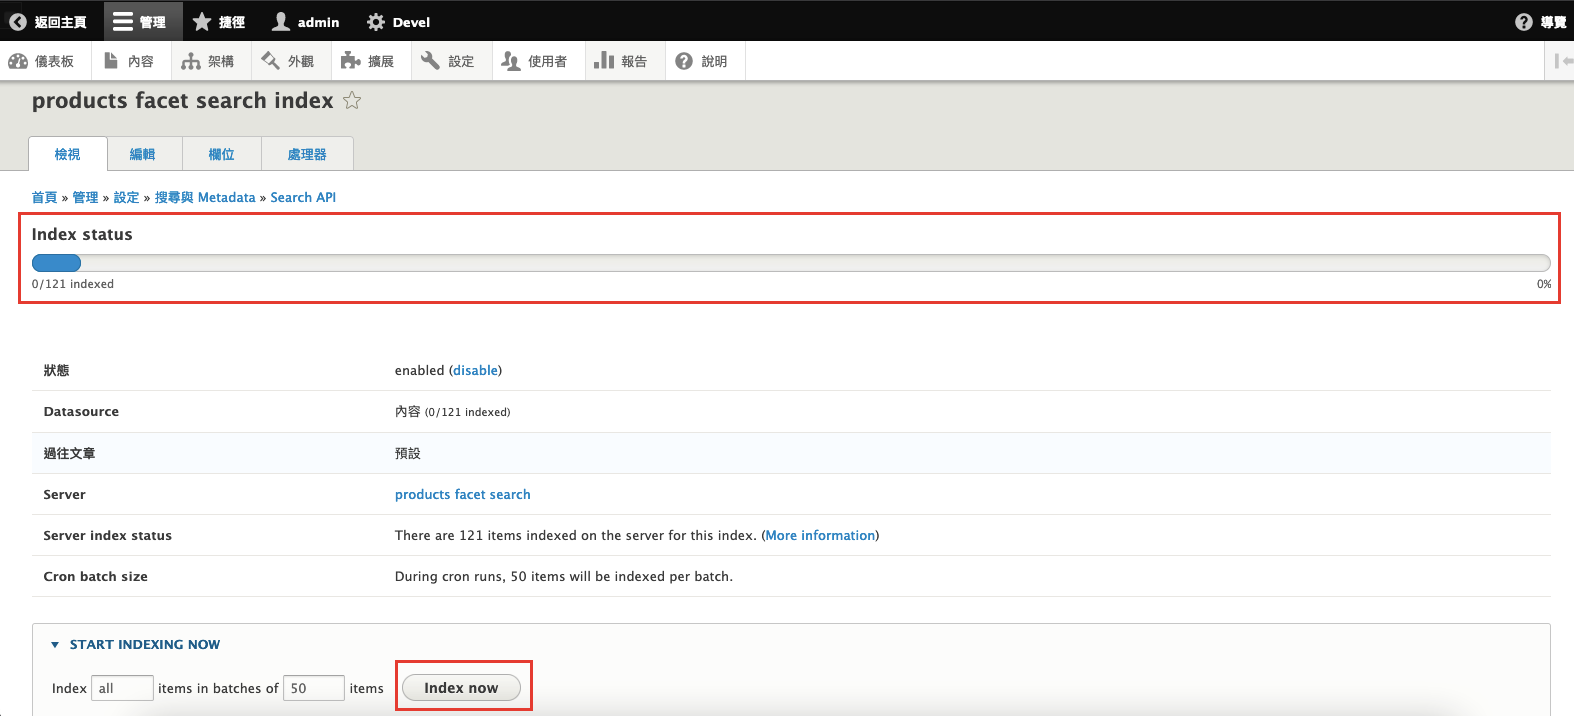 返回主頁 管理 捷徑 admin Devel 導覽
儀表板 內容 架構 外觀 擴展 設定 使用者 報告 說明
products facet search index
檢視 編輯 欄位 處理器
首頁 » 管理 » 設定 » 搜尋與 Metadata » Search API
Index status
0/121 indexed 0%
狀態 enabled (disable)
Datasource 內容 (0/121 indexed)
過往文章 預設
Server products facet search
Server index status There are 121 items indexed on the server for this index. (More information)
Cron batch size During cron runs, 50 items will be indexed per batch.
START INDEXING NOW
Index all items in batches of 50 items Index now